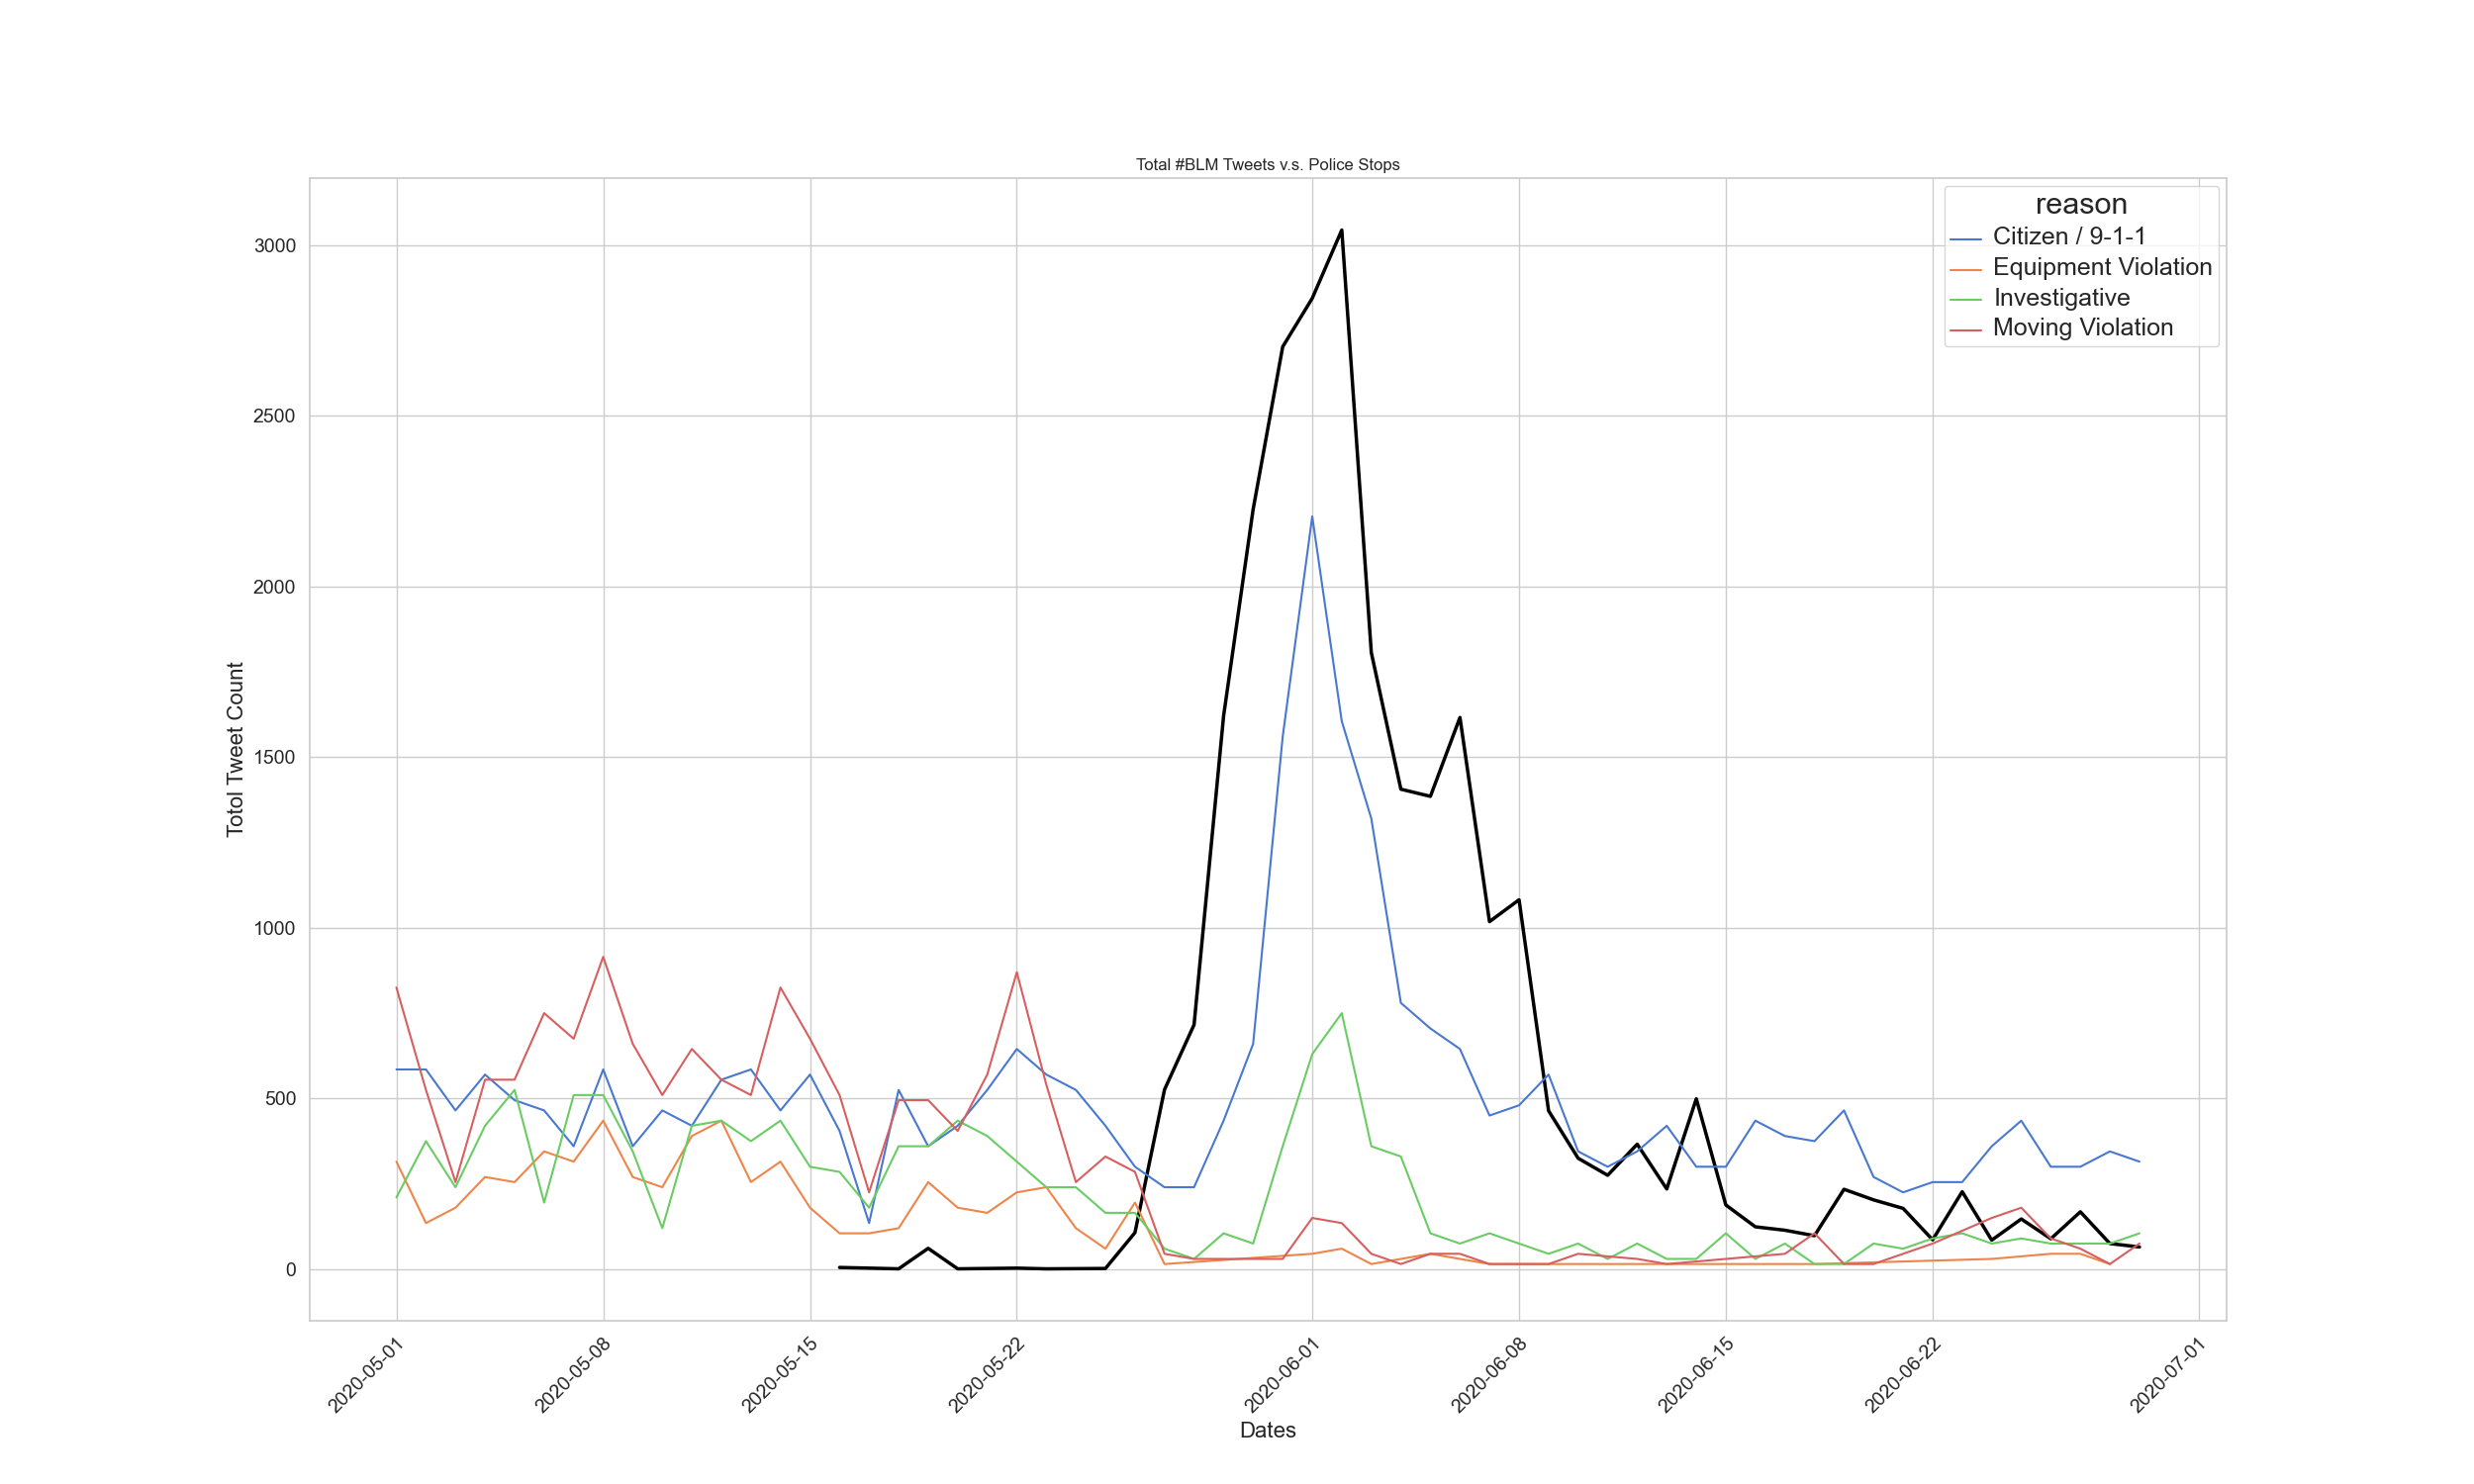 Total #BLM Tweets v.s. Police Stops
reason
Citizen / 9-1-1
Equipment Violation
Investigative
Moving Violation
3000
2500
2000
1500
1000
500
0
Totol Tweet Count
2020-05-01
2020-05-08
2020-05-15
2020-05-22
2020-06-01
2020-06-08
2020-06-15
2020-06-22
2020-07-01
Dates